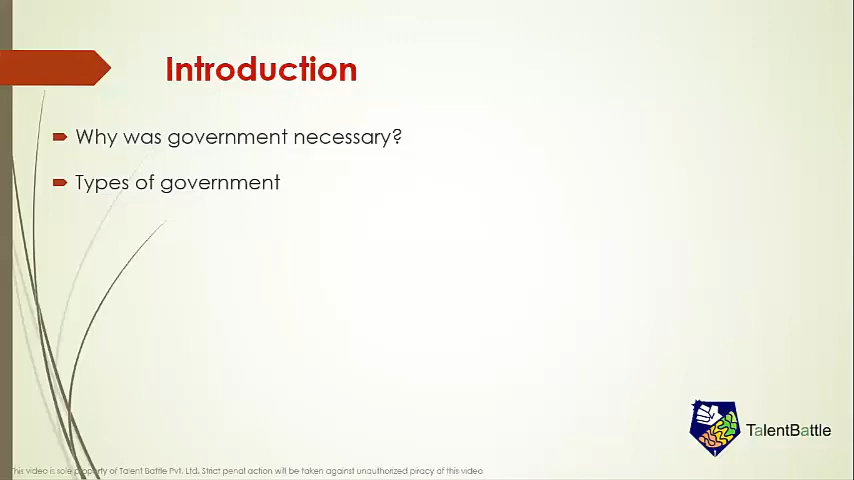 Introduction
Why was government necessary?
Types of government
TalentBattle
This video is sole property of Talent Battle Pvt. Ltd. Strict penal action will be taken against unauthorized piracy of this video